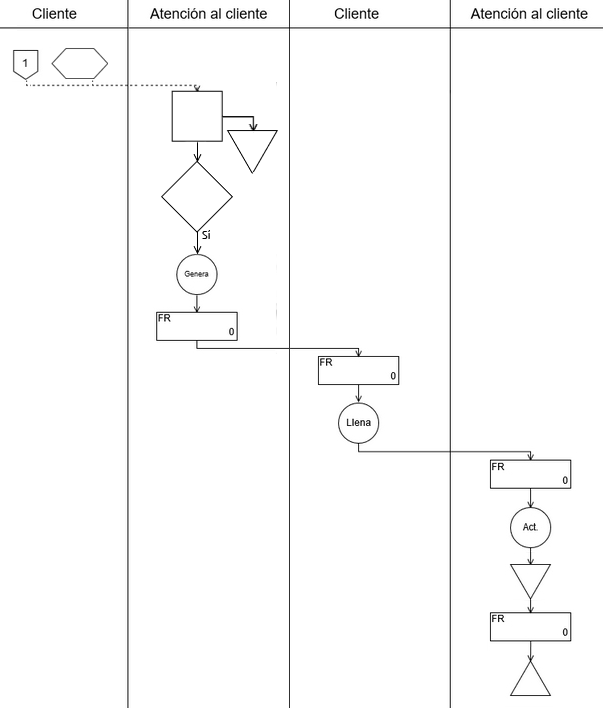 Cliente
Atención al cliente
Cliente
Atención al cliente
1
Sí
Genera
FR
0
FR
0
Llena
FR
0
Act.
FR
0